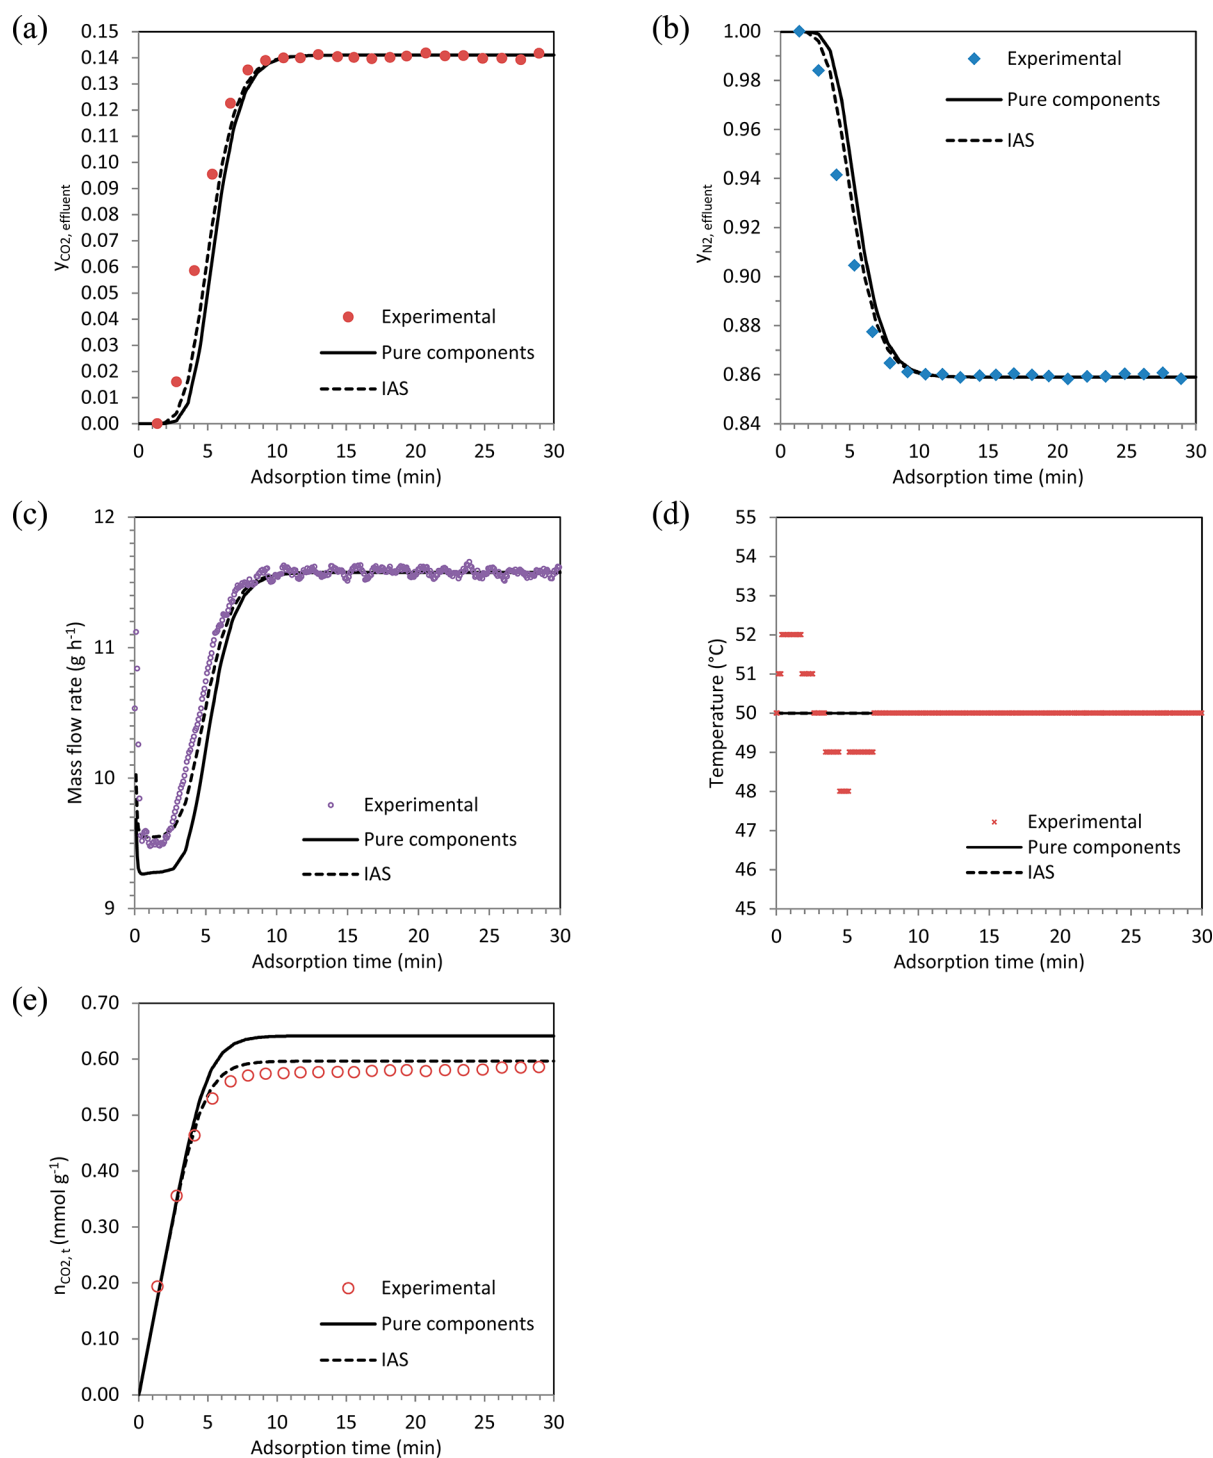 (a)
0.15
0.14
0.13
0.12
0.11
0.10
0.09
0.08
0.07
0.06
0.05
0.04
0.03
0.02
0.01
0.00
yCO2, effluent
Experimental
Pure components
IAS
0 5 10 15 20 25 30
Adsorption time (min)
(b)
1.00
0.98
0.96
0.94
0.92
0.90
0.88
0.86
0.84
yN2, effluent
Experimental
Pure components
IAS
0 5 10 15 20 25 30
Adsorption time (min)
(c)
12
11
10
9
Mass flow rate (g h-1)
Experimental
Pure components
IAS
0 5 10 15 20 25 30
Adsorption time (min)
(d)
55
54
53
52
51
50
49
48
47
46
45
Temperature (°C)
Experimental
Pure components
IAS
0 5 10 15 20 25 30
Adsorption time (min)
(e)
0.70
0.60
0.50
0.40
0.30
0.20
0.10
0.00
nCO2, t (mmol g-1)
Experimental
Pure components
IAS
0 5 10 15 20 25 30
Adsorption time (min)